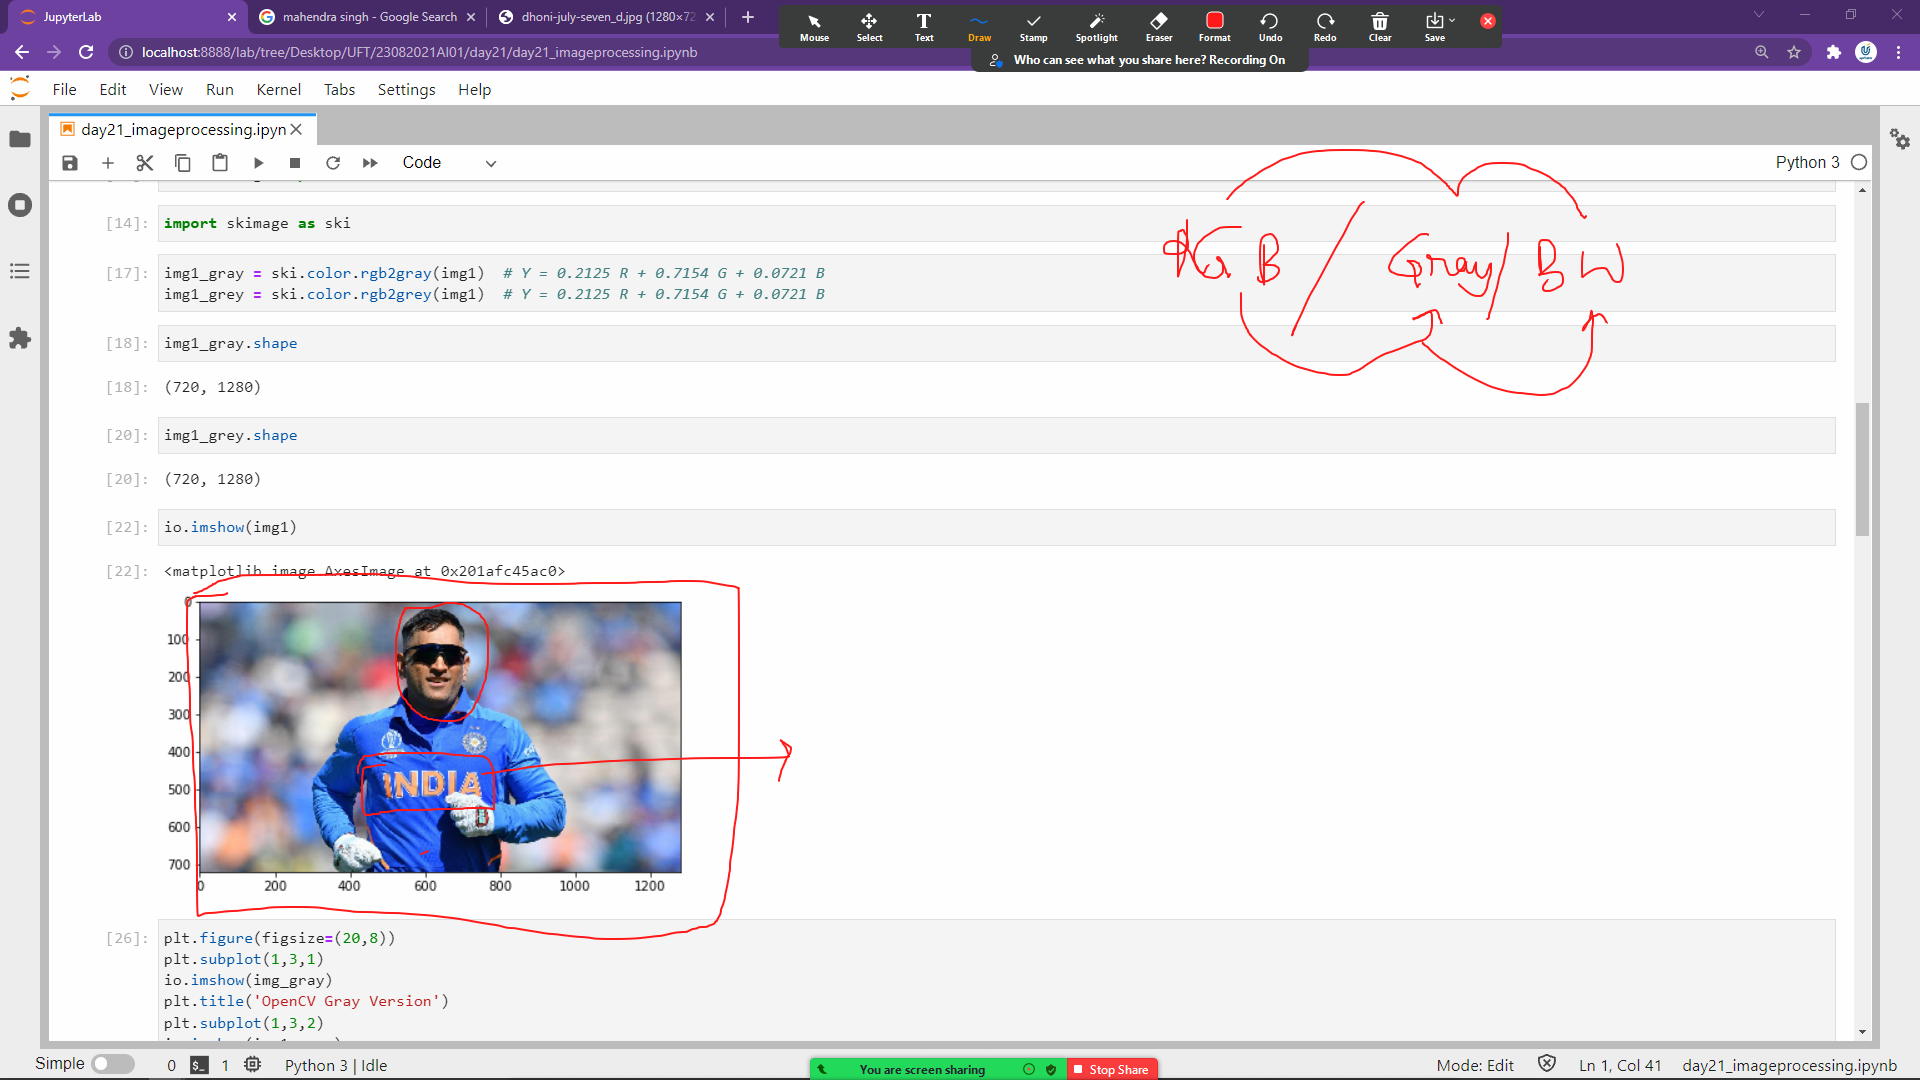 JupyterLab
mahendra singh - Google Search
dhoni-july-seven_d.jpg (1280×72
Mouse
Select
Text
Draw
Stamp
Spotlight
Eraser
Format
Undo
Redo
Clear
Save
localhost:8888/lab/tree/Desktop/UFT/23082021AI01/day21/day21_imageprocessing.ipynb
Who can see what you share here? Recording On
File Edit View Run Kernel Tabs Settings Help
day21_imageprocessing.ipyn
Code
Python 3
[14]: import skimage as ski
[17]: img1_gray = ski.color.rgb2gray(img1)  # Y = 0.2125 R + 0.7154 G + 0.0721 B
img1_grey = ski.color.rgb2grey(img1)  # Y = 0.2125 R + 0.7154 G + 0.0721 B
Gray/ BW
[18]: img1_gray.shape
[18]: (720, 1280)
[20]: img1_grey.shape
[20]: (720, 1280)
[22]: io.imshow(img1)
[22]: <matplotlib.image.AxesImage at 0x201afc45ac0>
0
100
200
300
400
500
600
700
INDIA
0 200 400 600 800 1000 1200
[26]: plt.figure(figsize=(20,8))
plt.subplot(1,3,1)
io.imshow(img_gray)
plt.title('OpenCV Gray Version')
plt.subplot(1,3,2)
Simple 0 $_ 1 Python 3 | Idle
You are screen sharing
Stop Share
Mode: Edit
Ln 1, Col 41
day21_imageprocessing.ipynb